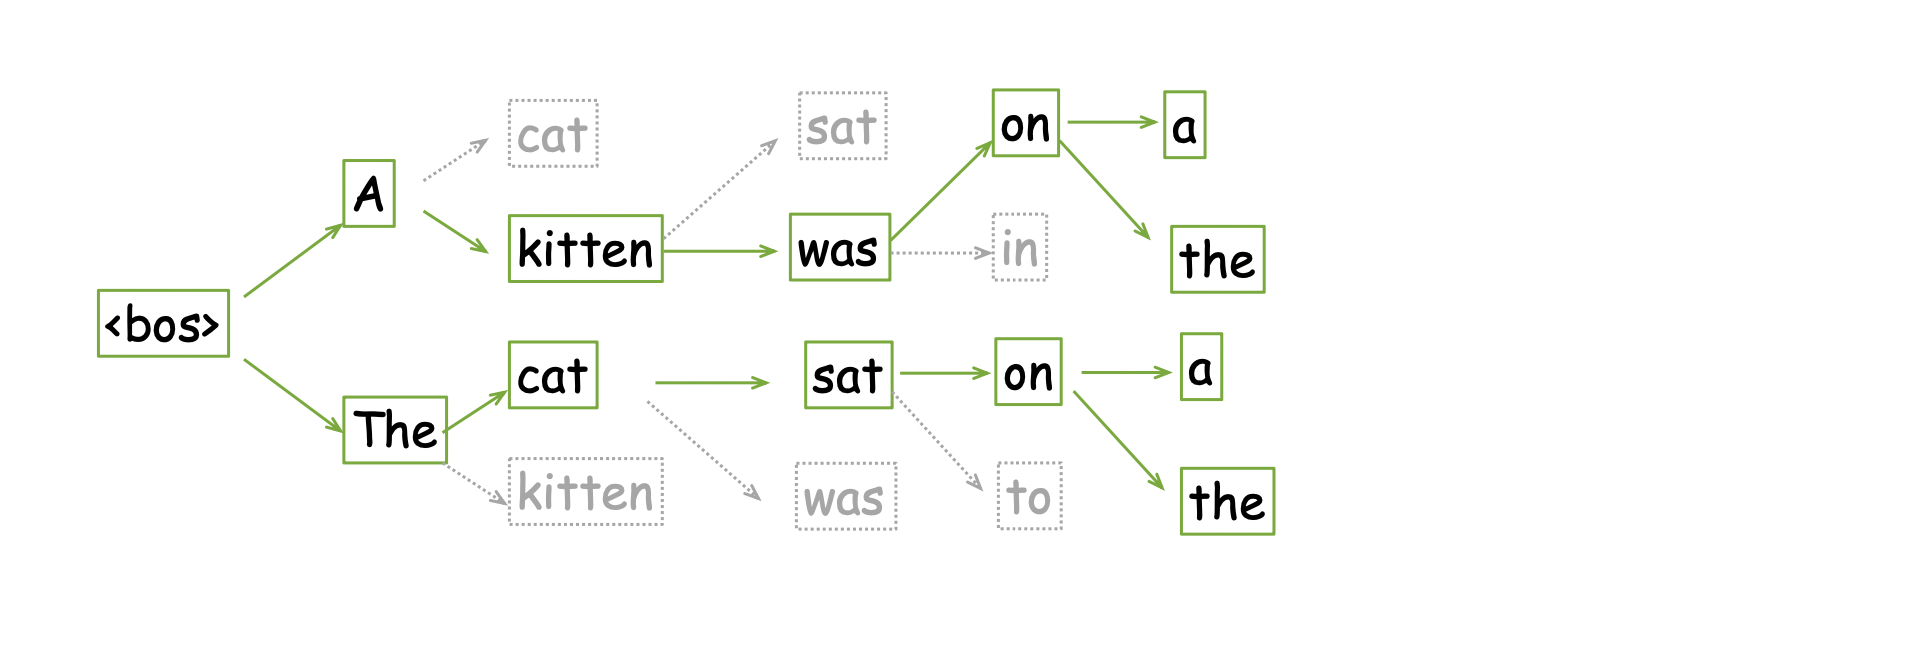 cat
sat
on
a
A
kitten
was
in
the
<bos>
cat
sat
on
a
The
kitten
was
to
the